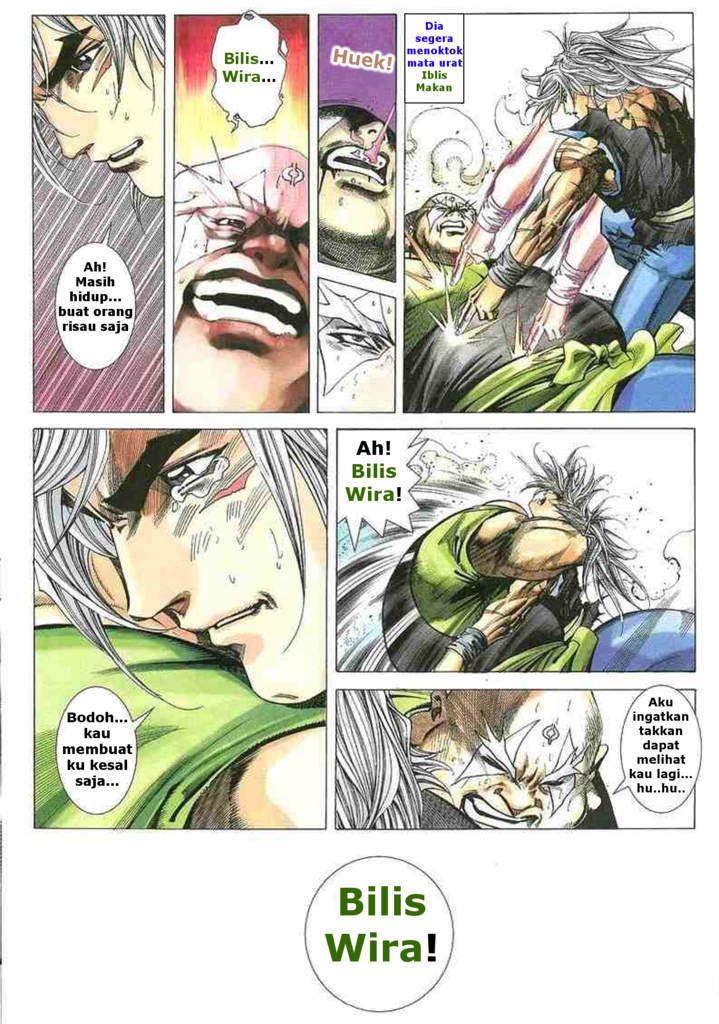 Ah!
Masih
hidup...
buat orang
risau saja
Bilis...
Wira...
Huek!
Dia
segera
menoktok
mata urat
Iblis
Makan
Bodoh...
kau
membuat
ku kesal
saja...
Ah!
Bilis
Wira!
Aku
ingatkan
takkan
dapat
melihat
kau lagi...
hu..hu..
Bilis
Wira!